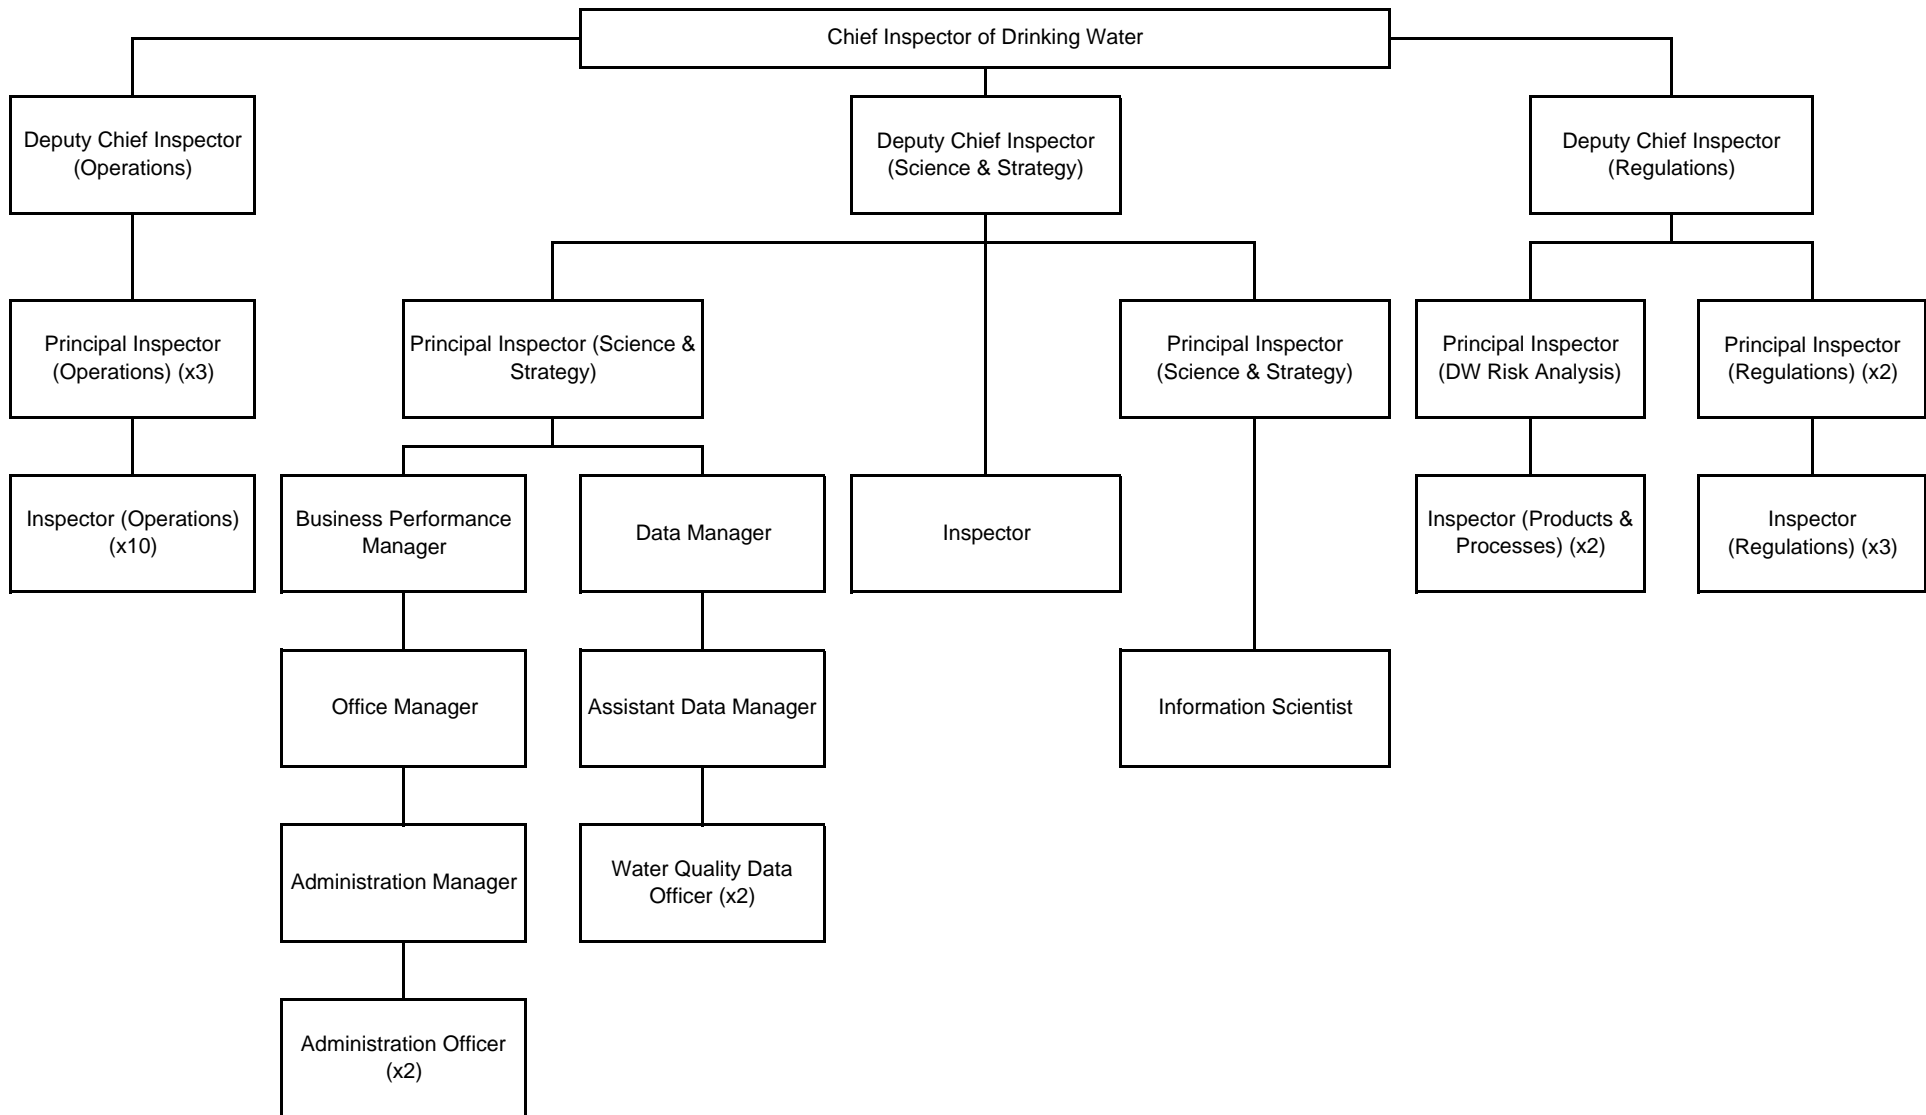 Chief Inspector of Drinking Water
Deputy Chief Inspector
(Operations)
Deputy Chief Inspector
(Science & Strategy)
Deputy Chief Inspector
(Regulations)
Principal Inspector
(Operations) (x3)
Principal Inspector (Science &
Strategy)
Principal Inspector
(Science & Strategy)
Principal Inspector
(DW Risk Analysis)
Principal Inspector
(Regulations) (x2)
Inspector (Operations)
(x10)
Business Performance
Manager
Data Manager
Inspector
Inspector (Products &
Processes) (x2)
Inspector
(Regulations) (x3)
Office Manager
Assistant Data Manager
Information Scientist
Administration Manager
Water Quality Data
Officer (x2)
Administration Officer
(x2)